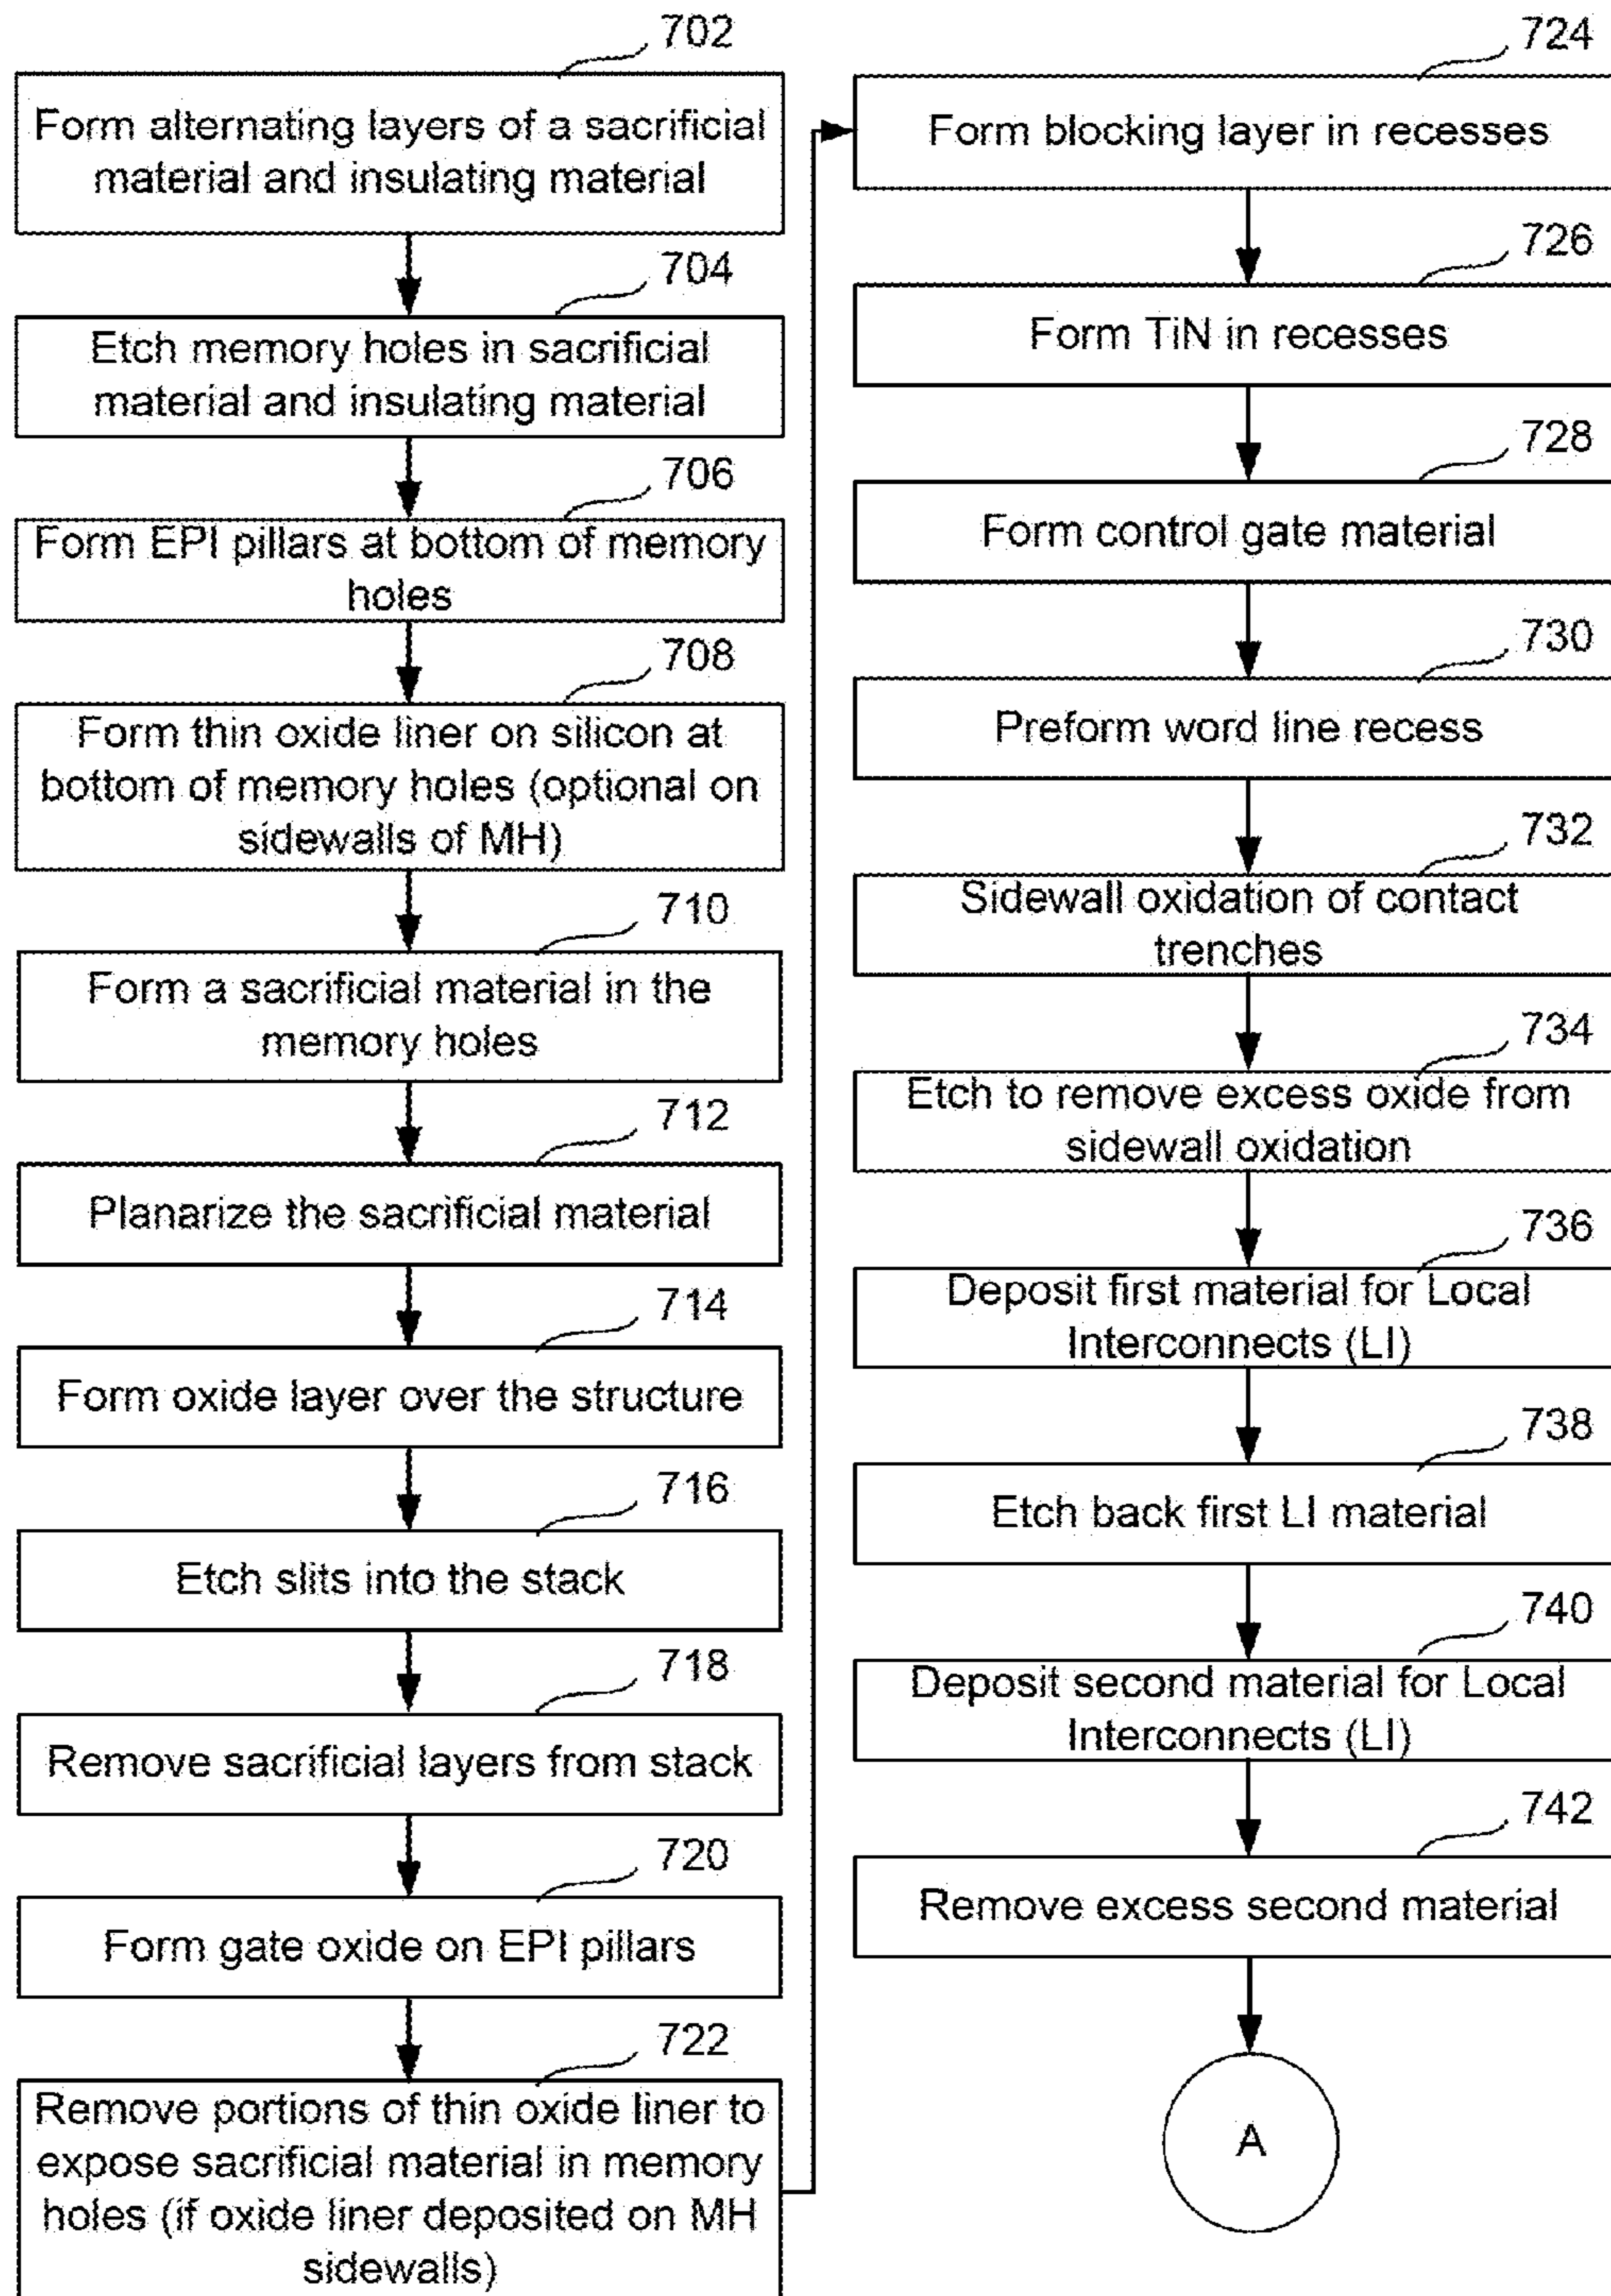 702
Form alternating layers of a sacrificial
material and insulating material
704
Etch memory holes in sacrificial
material and insulating material
706
Form EPI pillars at bottom of memory
holes
708
Form thin oxide liner on silicon at
bottom of memory holes (optional on
sidewalls of MH)
710
Form a sacrificial material in the
memory holes
712
Planarize the sacrificial material
714
Form oxide layer over the structure
716
Etch slits into the stack
718
Remove sacrificial layers from stack
720
Form gate oxide on EPI pillars
722
Remove portions of thin oxide liner to
expose sacrificial material in memory
holes (if oxide liner deposited on MH
sidewalls)
724
Form blocking layer in recesses
726
Form TiN in recesses
728
Form control gate material
730
Preform word line recess
732
Sidewall oxidation of contact
trenches
734
Etch to remove excess oxide from
sidewall oxidation
736
Deposit first material for Local
Interconnects (LI)
738
Etch back first LI material
740
Deposit second material for Local
Interconnects (LI)
742
Remove excess second material
A